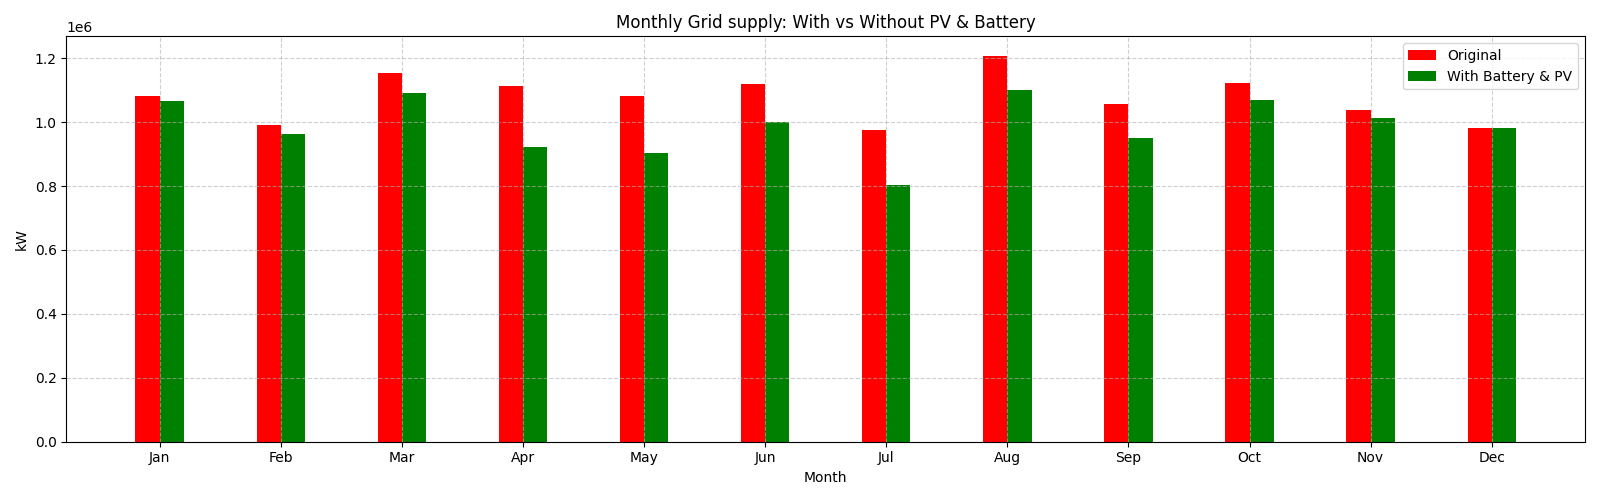 Monthly Grid supply: With vs Without PV & Battery
1e6
Original
With Battery & PV
1.2
1.0
0.8
0.6
0.4
0.2
0.0
kW
Jan Feb Mar Apr May Jun Jul Aug Sep Oct Nov Dec
Month